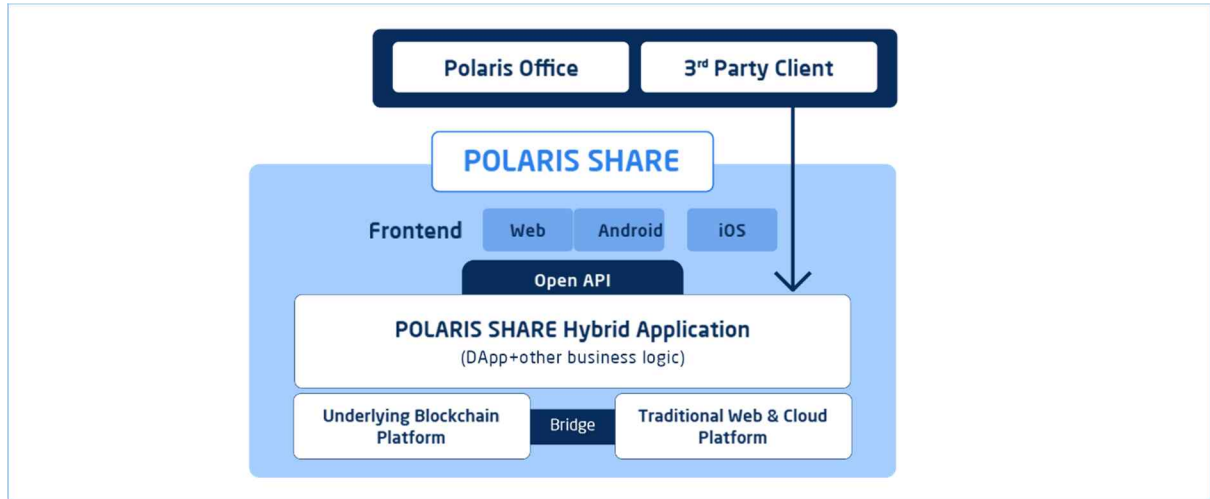 Polaris Office
3rd Party Client
POLARIS SHARE
Frontend
Web
Android
iOS
Open API
POLARIS SHARE Hybrid Application
(DApp+other business logic)
Underlying Blockchain
Platform
Bridge
Traditional Web & Cloud
Platform